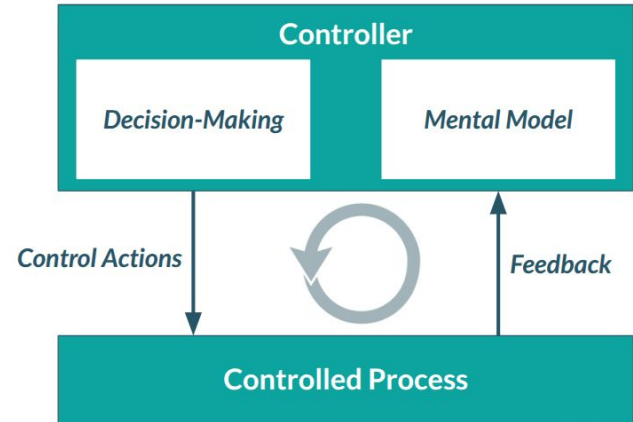 Controller
Decision-Making
Mental Model
Control Actions
Feedback
Controlled Process